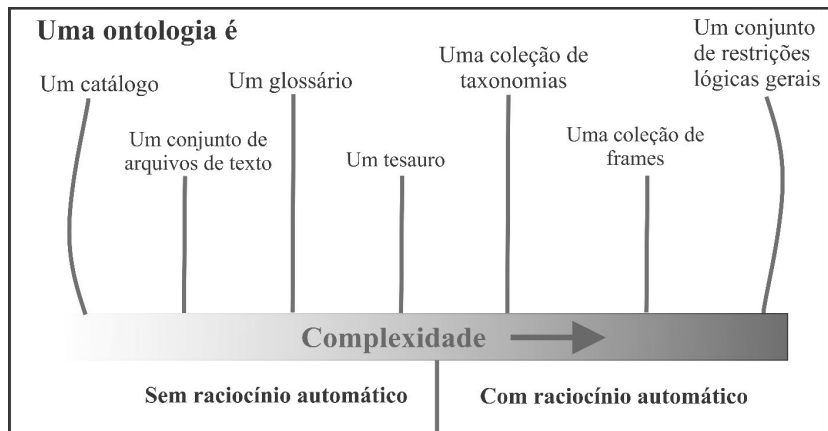 Uma ontologia é
Um catálogo
Um conjunto de
arquivos de texto
Um glossário
Um tesauro
Uma coleção de
taxonomias
Uma coleção de
frames
Um conjunto
de restrições
lógicas gerais
Complexidade
Sem raciocínio automático
Com raciocínio automático